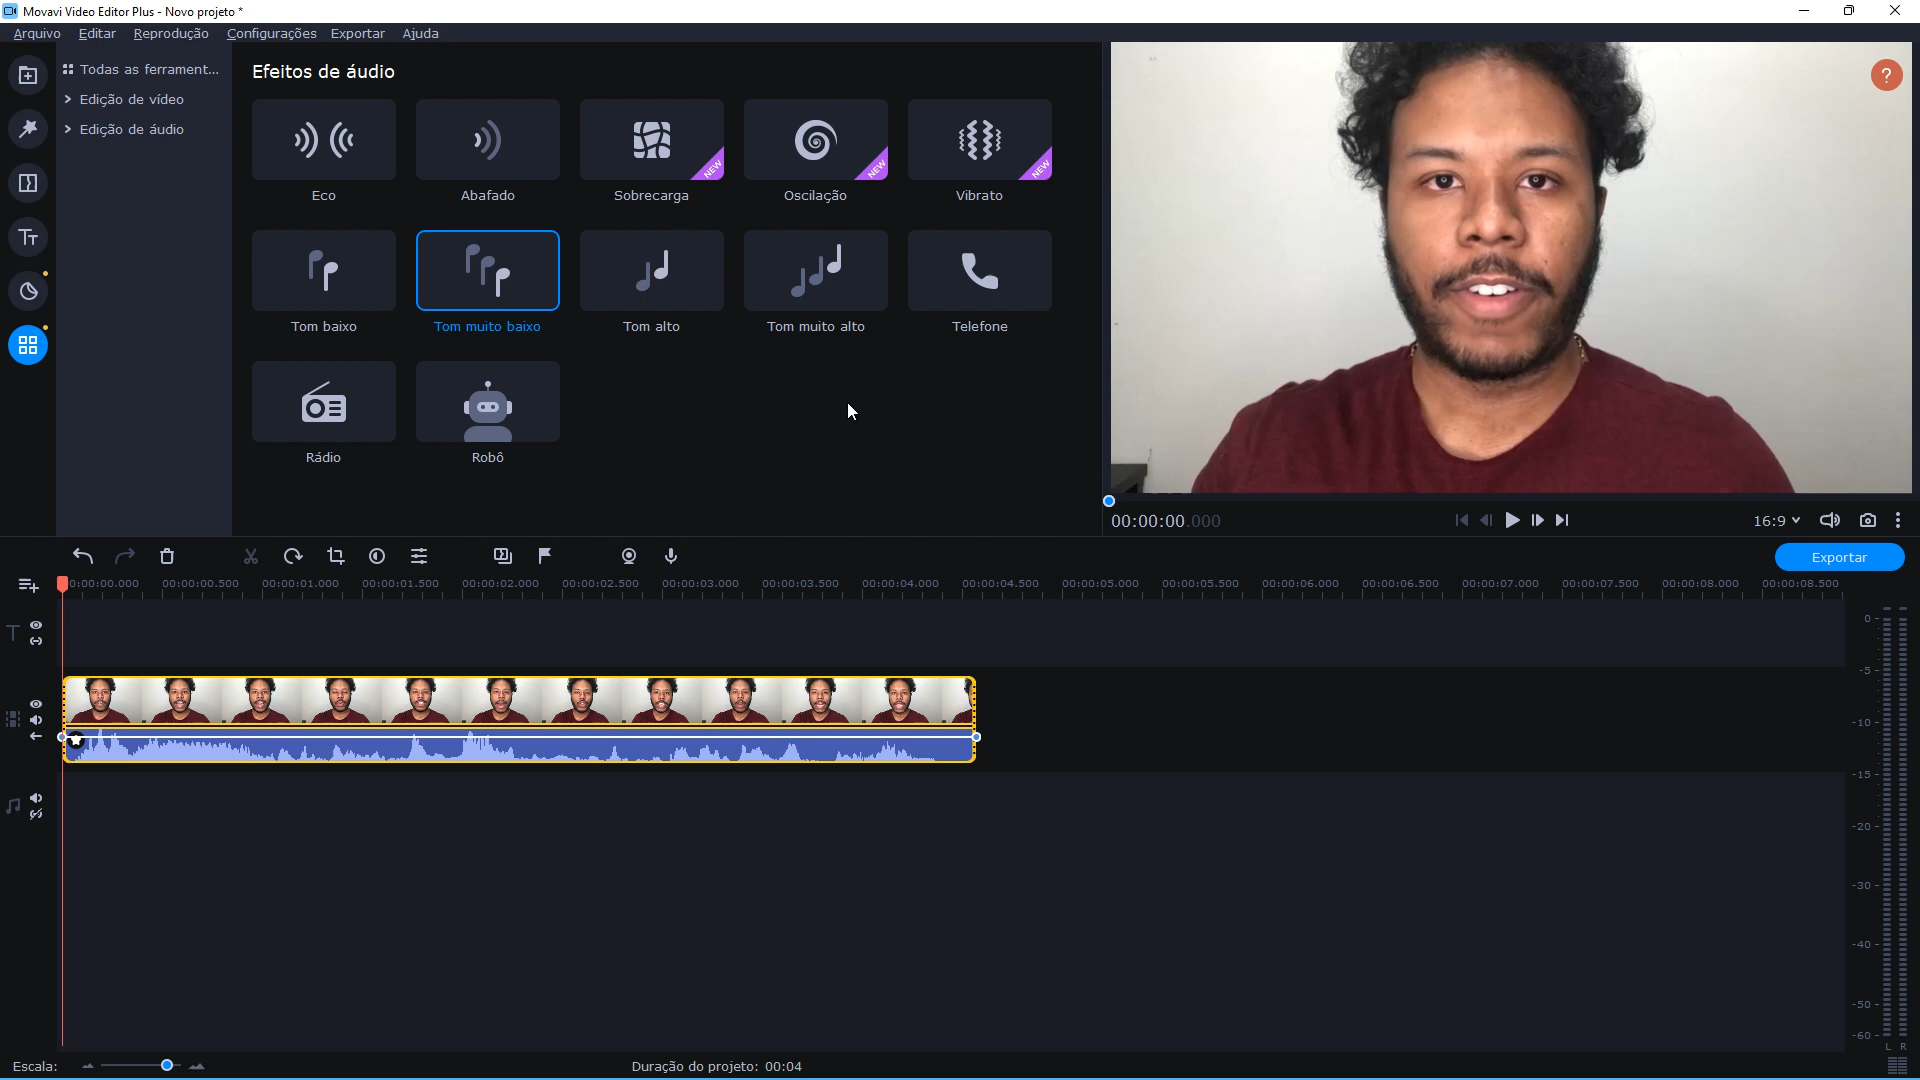 Movavi Video Editor Plus - Novo projeto *
Arquivo Editar Reprodução Configurações Exportar Ajuda
Todas as ferrament...
Edição de vídeo
Edição de áudio
Efeitos de áudio
Eco
Abafado
Sobrecarga
NEW
Oscilação
NEW
Vibrato
NEW
Tom baixo
Tom muito baixo
Tom alto
Tom muito alto
Telefone
Rádio
Robô
?
00:00:00.000
16:9
Exportar
0:00:00.000 00:00:00.500 00:00:01.000 00:00:01.500 00:00:02.000 00:00:02.500 00:00:03.000 00:00:03.500 00:00:04.000 00:00:04.500 00:00:05.000 00:00:05.500 00:00:06.000 00:00:06.500 00:00:07.000 00:00:07.500 00:00:08.000 00:00:08.500
0
-5
-10
-15
-20
-30
-40
-50
-60
L R
Escala:
Duração do projeto: 00:04